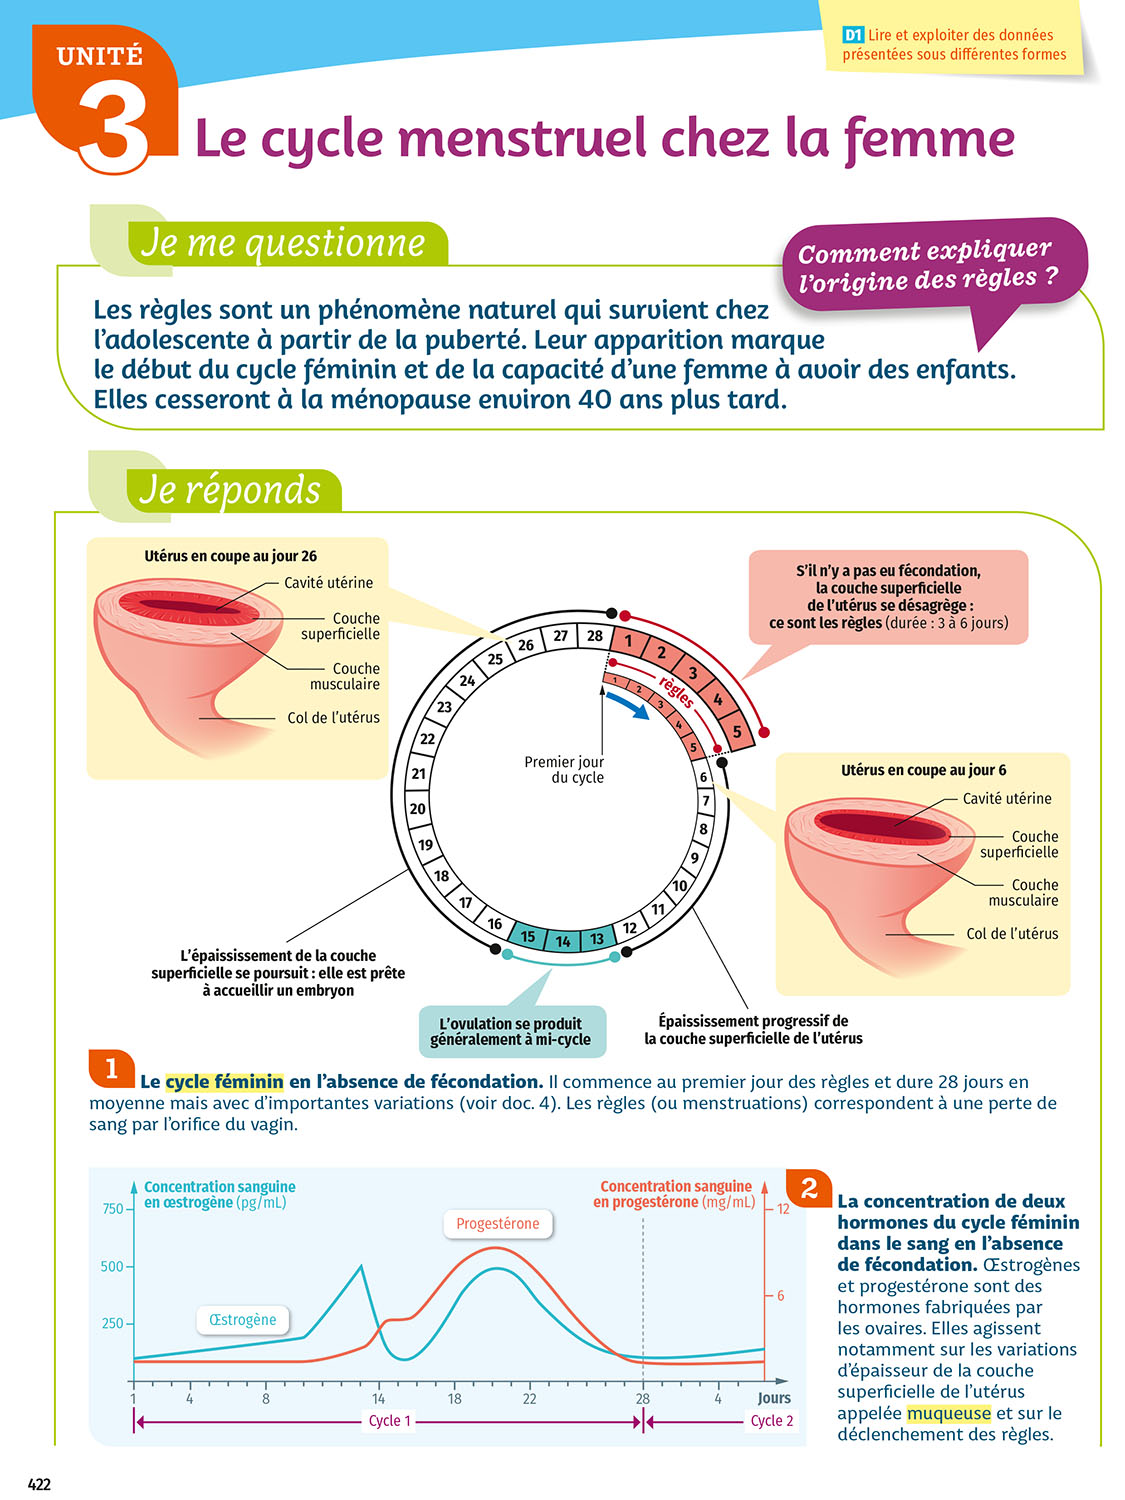 D1 Lire et exploiter des données
présentées sous différentes formes
UNITÉ
3
Le cycle menstruel chez la femme
Je me questionne
Comment expliquer
l'origine des règles ?
Les règles sont un phénomène naturel qui survient chez
l'adolescente à partir de la puberté. Leur apparition marque
le début du cycle féminin et de la capacité d'une femme à avoir des enfants.
Elles cesseront à la ménopause environ 40 ans plus tard.
Je réponds
Utérus en coupe au jour 26
Cavité utérine
Couche
superficielle
Couche
musculaire
Col de l'utérus
S'il n'y a pas eu fécondation,
la couche superficielle
de l'utérus se désagrège :
ce sont les règles (durée : 3 à 6 jours)
1
2
3
4
5
règles
1
2
3
4
5
6
7
8
9
10
11
12
13
14
15
16
17
18
19
20
21
22
23
24
25
26
27
28
Premier jour
du cycle
Utérus en coupe au jour 6
Cavité utérine
Couche
superficielle
Couche
musculaire
Col de l'utérus
L'épaississement de la couche
superficielle se poursuit : elle est prête
à accueillir un embryon
L'ovulation se produit
généralement à mi-cycle
Épaississement progressif de
la couche superficielle de l'utérus
1
Le cycle féminin en l'absence de fécondation. Il commence au premier jour des règles et dure 28 jours en
moyenne mais avec d'importantes variations (voir doc. 4). Les règles (ou menstruations) correspondent à une perte de
sang par l'orifice du vagin.
Concentration sanguine
en œstrogène (pg/mL)
750
500
250
Concentration sanguine
en progestérone (mg/mL)
12
6
Progestérone
Œstrogène
1 4 8 14 18 22 28 4 Jours
Cycle 1 Cycle 2
2
La concentration de deux
hormones du cycle féminin
dans le sang en l'absence
de fécondation. Œstrogènes
et progestérone sont des
hormones fabriquées par
les ovaires. Elles agissent
notamment sur les variations
d'épaisseur de la couche
superficielle de l'utérus
appelée muqueuse et sur le
déclenchement des règles.
422